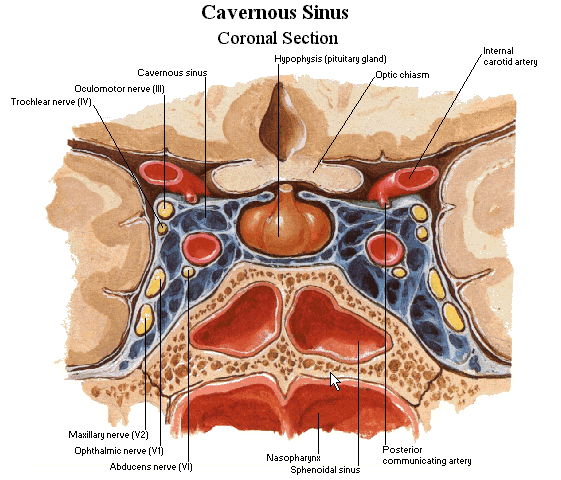 Cavernous Sinus
Coronal Section
Hypophysis (pituitary gland)
Internal
carotid artery
Cavernous sinus
Optic chiasm
Oculomotor nerve (III)
Trochlear nerve (IV)
Maxillary nerve (V2)
Ophthalmic nerve (V1)
Abducens nerve (VI)
Nasopharynx
Sphenoidal sinus
Posterior
communicating artery